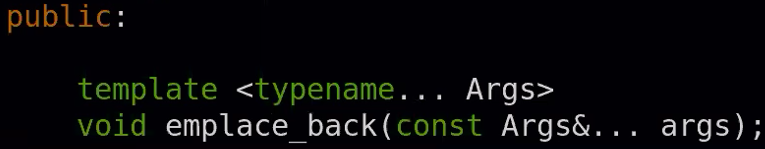 public:
template <typename... Args>
void emplace_back(const Args&... args);